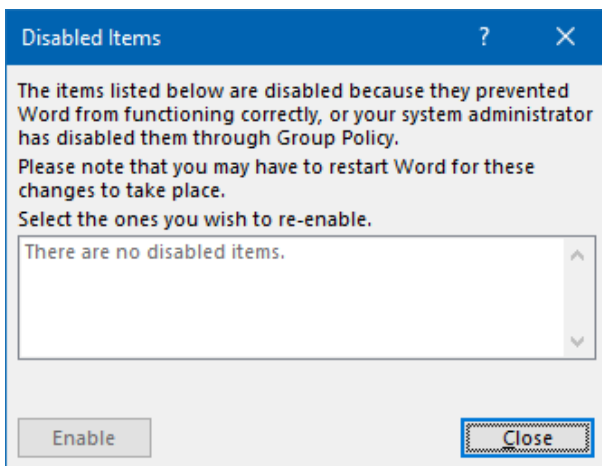 Disabled Items ?
The items listed below are disabled because they prevented
Word from functioning correctly, or your system administrator
has disabled them through Group Policy.
Please note that you may have to restart Word for these
changes to take place.
Select the ones you wish to re-enable.
There are no disabled items.
Enable Close